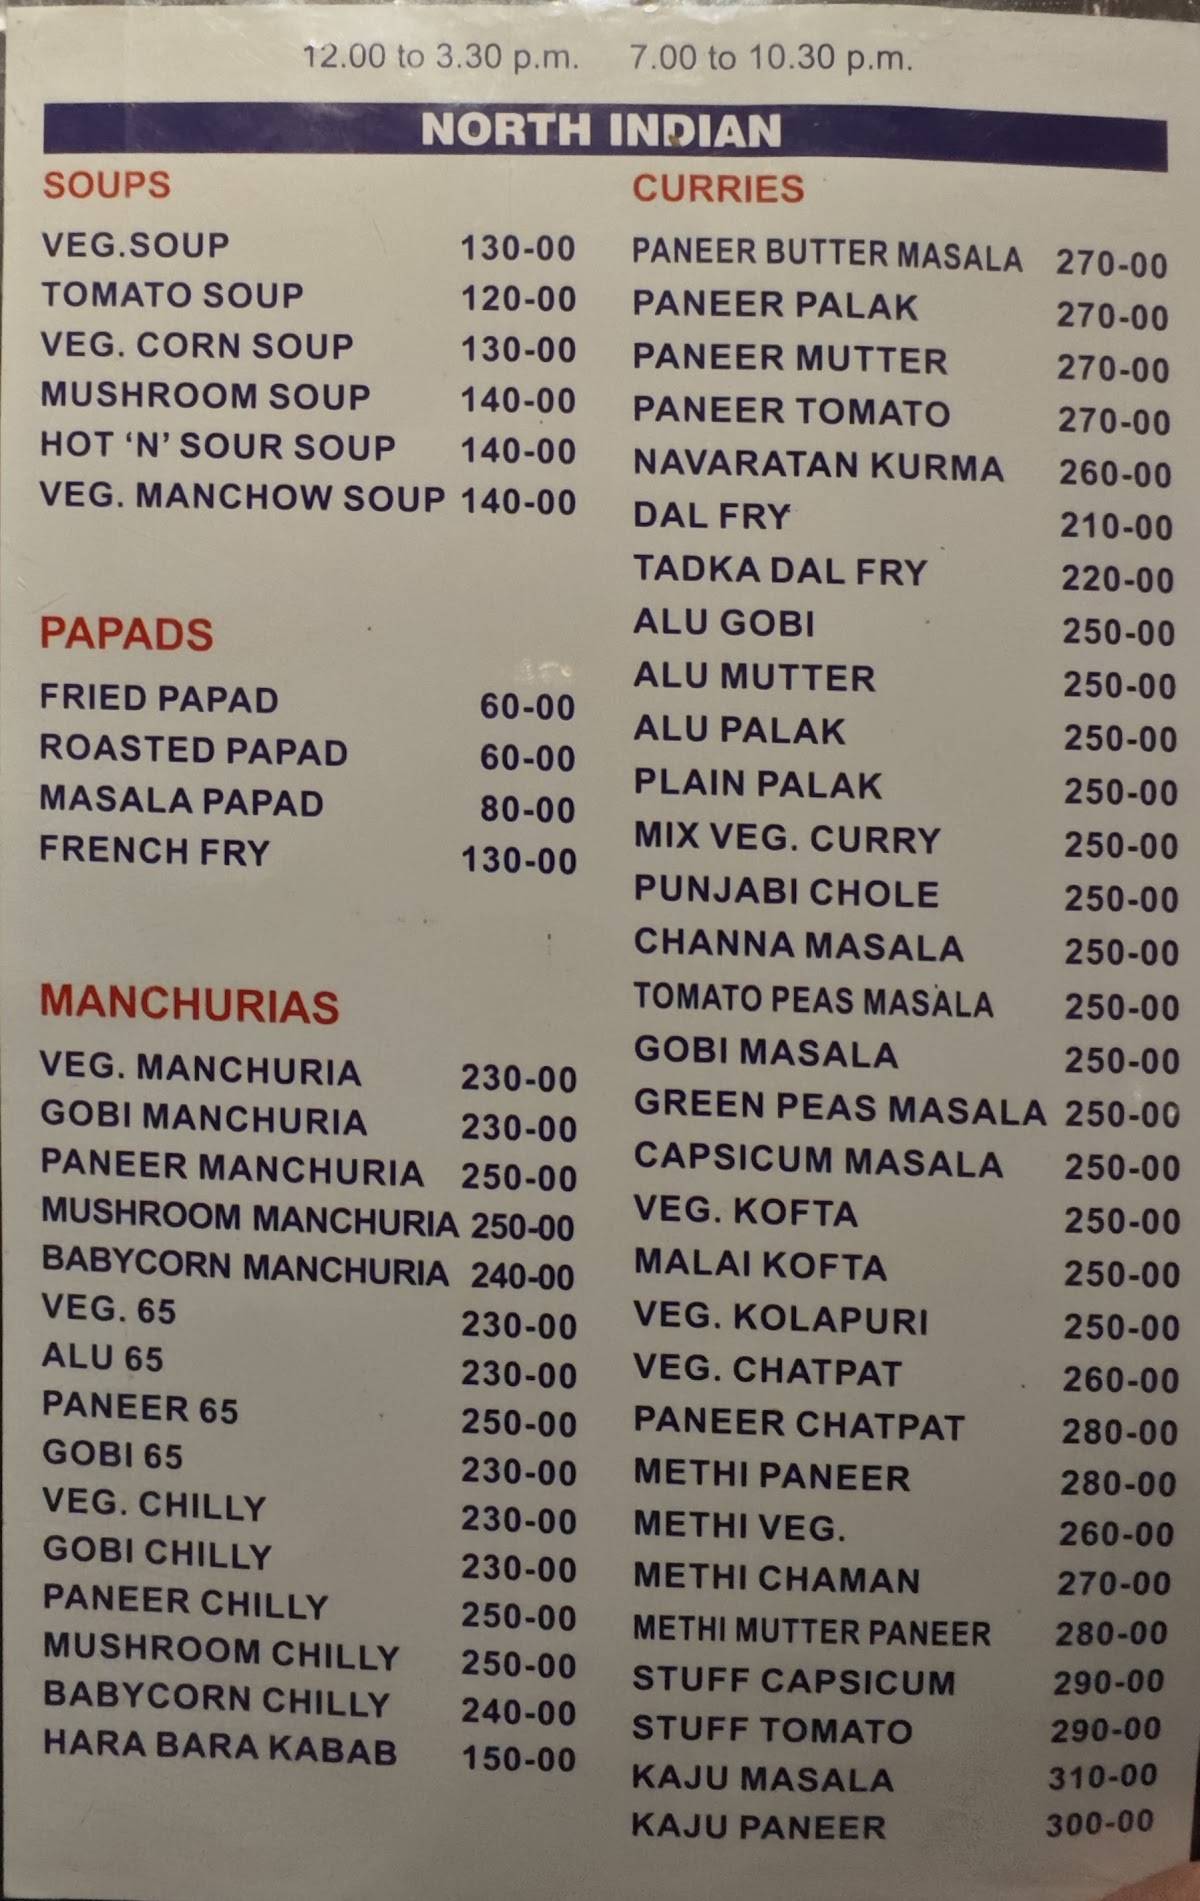 12.00 to 3.30 p.m. 7.00 to 10.30 p.m.
NORTH INDIAN
SOUPS
VEG.SOUP 130-00
TOMATO SOUP 120-00
VEG. CORN SOUP 130-00
MUSHROOM SOUP 140-00
HOT ‘N’ SOUR SOUP 140-00
VEG. MANCHOW SOUP 140-00
PAPADS
FRIED PAPAD 60-00
ROASTED PAPAD 60-00
MASALA PAPAD 80-00
FRENCH FRY 130-00
MANCHURIAS
VEG. MANCHURIA 230-00
GOBI MANCHURIA 230-00
PANEER MANCHURIA 250-00
MUSHROOM MANCHURIA 250-00
BABYCORN MANCHURIA 240-00
VEG. 65 230-00
ALU 65 230-00
PANEER 65 250-00
GOBI 65 230-00
VEG. CHILLY 230-00
GOBI CHILLY 230-00
PANEER CHILLY 250-00
MUSHROOM CHILLY 250-00
BABYCORN CHILLY 240-00
HARA BARA KABAB 150-00
CURRIES
PANEER BUTTER MASALA 270-00
PANEER PALAK 270-00
PANEER MUTTER 270-00
PANEER TOMATO 270-00
NAVARATAN KURMA 260-00
DAL FRY 210-00
TADKA DAL FRY 220-00
ALU GOBI 250-00
ALU MUTTER 250-00
ALU PALAK 250-00
PLAIN PALAK 250-00
MIX VEG. CURRY 250-00
PUNJABI CHOLE 250-00
CHANNA MASALA 250-00
TOMATO PEAS MASALA 250-00
GOBI MASALA 250-00
GREEN PEAS MASALA 250-00
CAPSICUM MASALA 250-00
VEG. KOFTA 250-00
MALAI KOFTA 250-00
VEG. KOLAPURI 250-00
VEG. CHATPAT 260-00
PANEER CHATPAT 280-00
METHI PANEER 280-00
METHI VEG. 260-00
METHI CHAMAN 270-00
METHI MUTTER PANEER 280-00
STUFF CAPSICUM 290-00
STUFF TOMATO 290-00
KAJU MASALA 310-00
KAJU PANEER 300-00